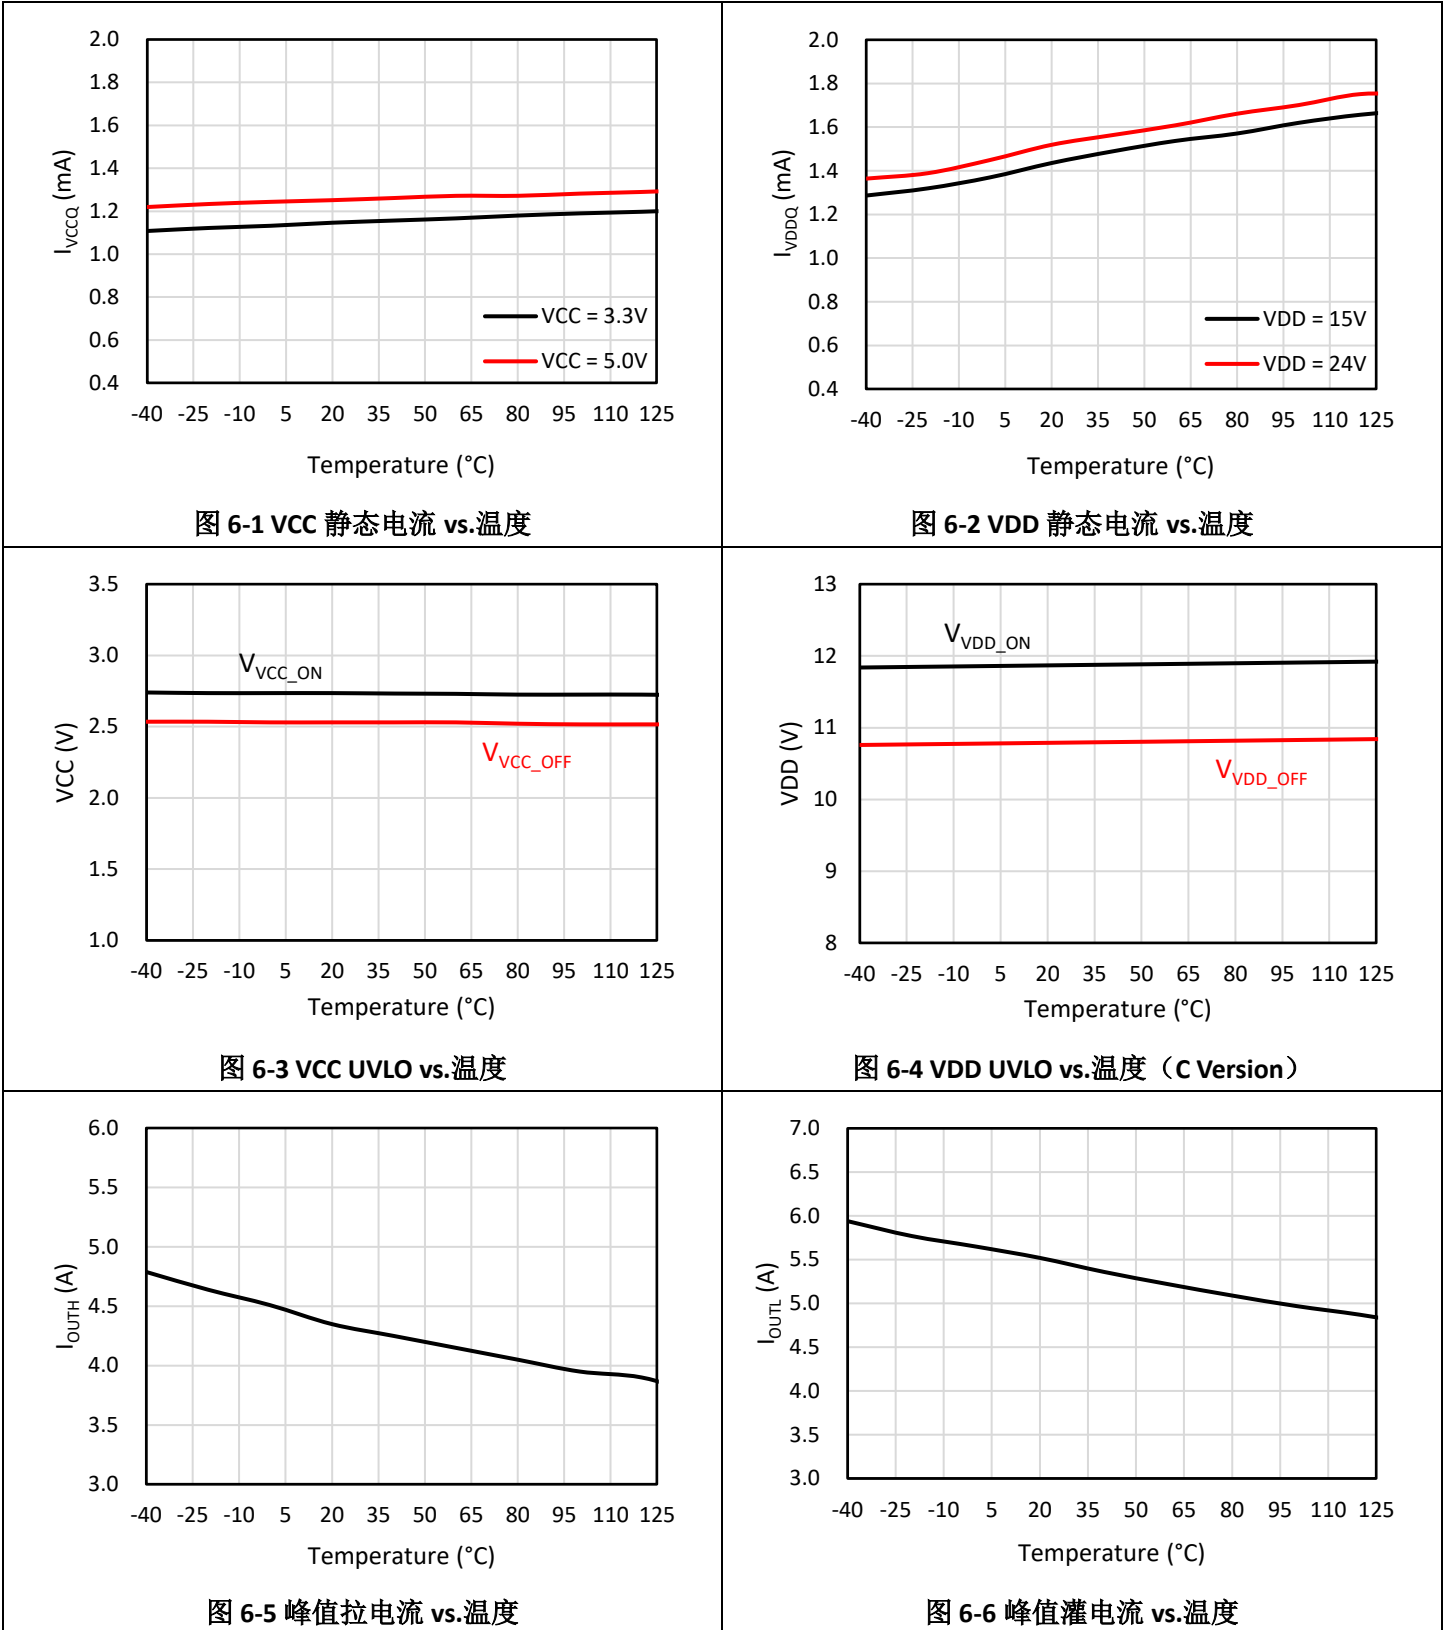 2.0
1.8
1.6
1.4
1.2
1.0
0.8
0.6
0.4
I_VCCQ (mA)
VCC = 3.3V
VCC = 5.0V
-40 -25 -10 5 20 35 50 65 80 95 110 125
Temperature (°C)
图 6-1 VCC 静态电流 vs.温度
2.0
1.8
1.6
1.4
1.2
1.0
0.8
0.6
0.4
I_VDDQ (mA)
VDD = 15V
VDD = 24V
-40 -25 -10 5 20 35 50 65 80 95 110 125
Temperature (°C)
图 6-2 VDD 静态电流 vs.温度
3.5
3.0
2.5
2.0
1.5
1.0
VCC (V)
V_VCC_ON
V_VCC_OFF
-40 -25 -10 5 20 35 50 65 80 95 110 125
Temperature (°C)
图 6-3 VCC UVLO vs.温度
13
12
11
10
9
8
VDD (V)
V_VDD_ON
V_VDD_OFF
-40 -25 -10 5 20 35 50 65 80 95 110 125
Temperature (°C)
图 6-4 VDD UVLO vs.温度（C Version）
6.0
5.5
5.0
4.5
4.0
3.5
3.0
I_OUTH (A)
-40 -25 -10 5 20 35 50 65 80 95 110 125
Temperature (°C)
图 6-5 峰值拉电流 vs.温度
7.0
6.5
6.0
5.5
5.0
4.5
4.0
3.5
3.0
I_OUTL (A)
-40 -25 -10 5 20 35 50 65 80 95 110 125
Temperature (°C)
图 6-6 峰值灌电流 vs.温度